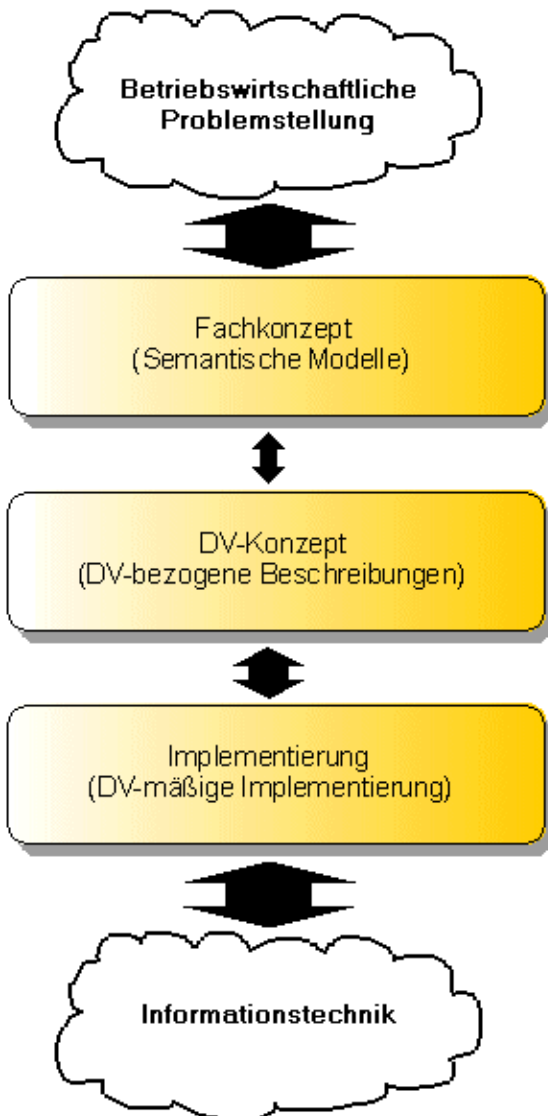 Betriebswirtschaftliche
Problemstellung
Fachkonzept
(Semantische Modelle)
DV-Konzept
(DV-bezogene Beschreibungen)
Implementierung
(DV-mäßige Implementierung)
Informationstechnik